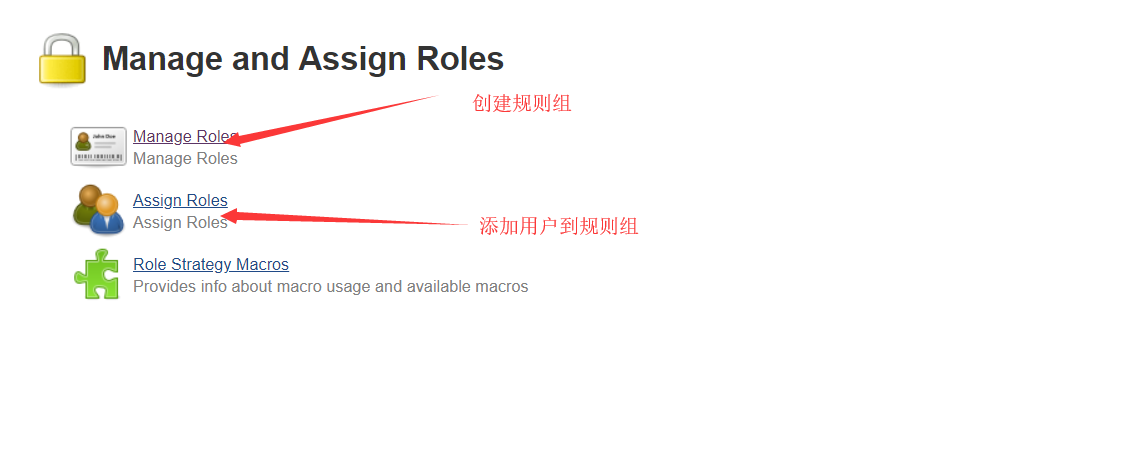 Manage and Assign Roles
创建规则组
John Doe
Manage Roles
Manage Roles
Assign Roles
Assign Roles
添加用户到规则组
Role Strategy Macros
Provides info about macro usage and available macros